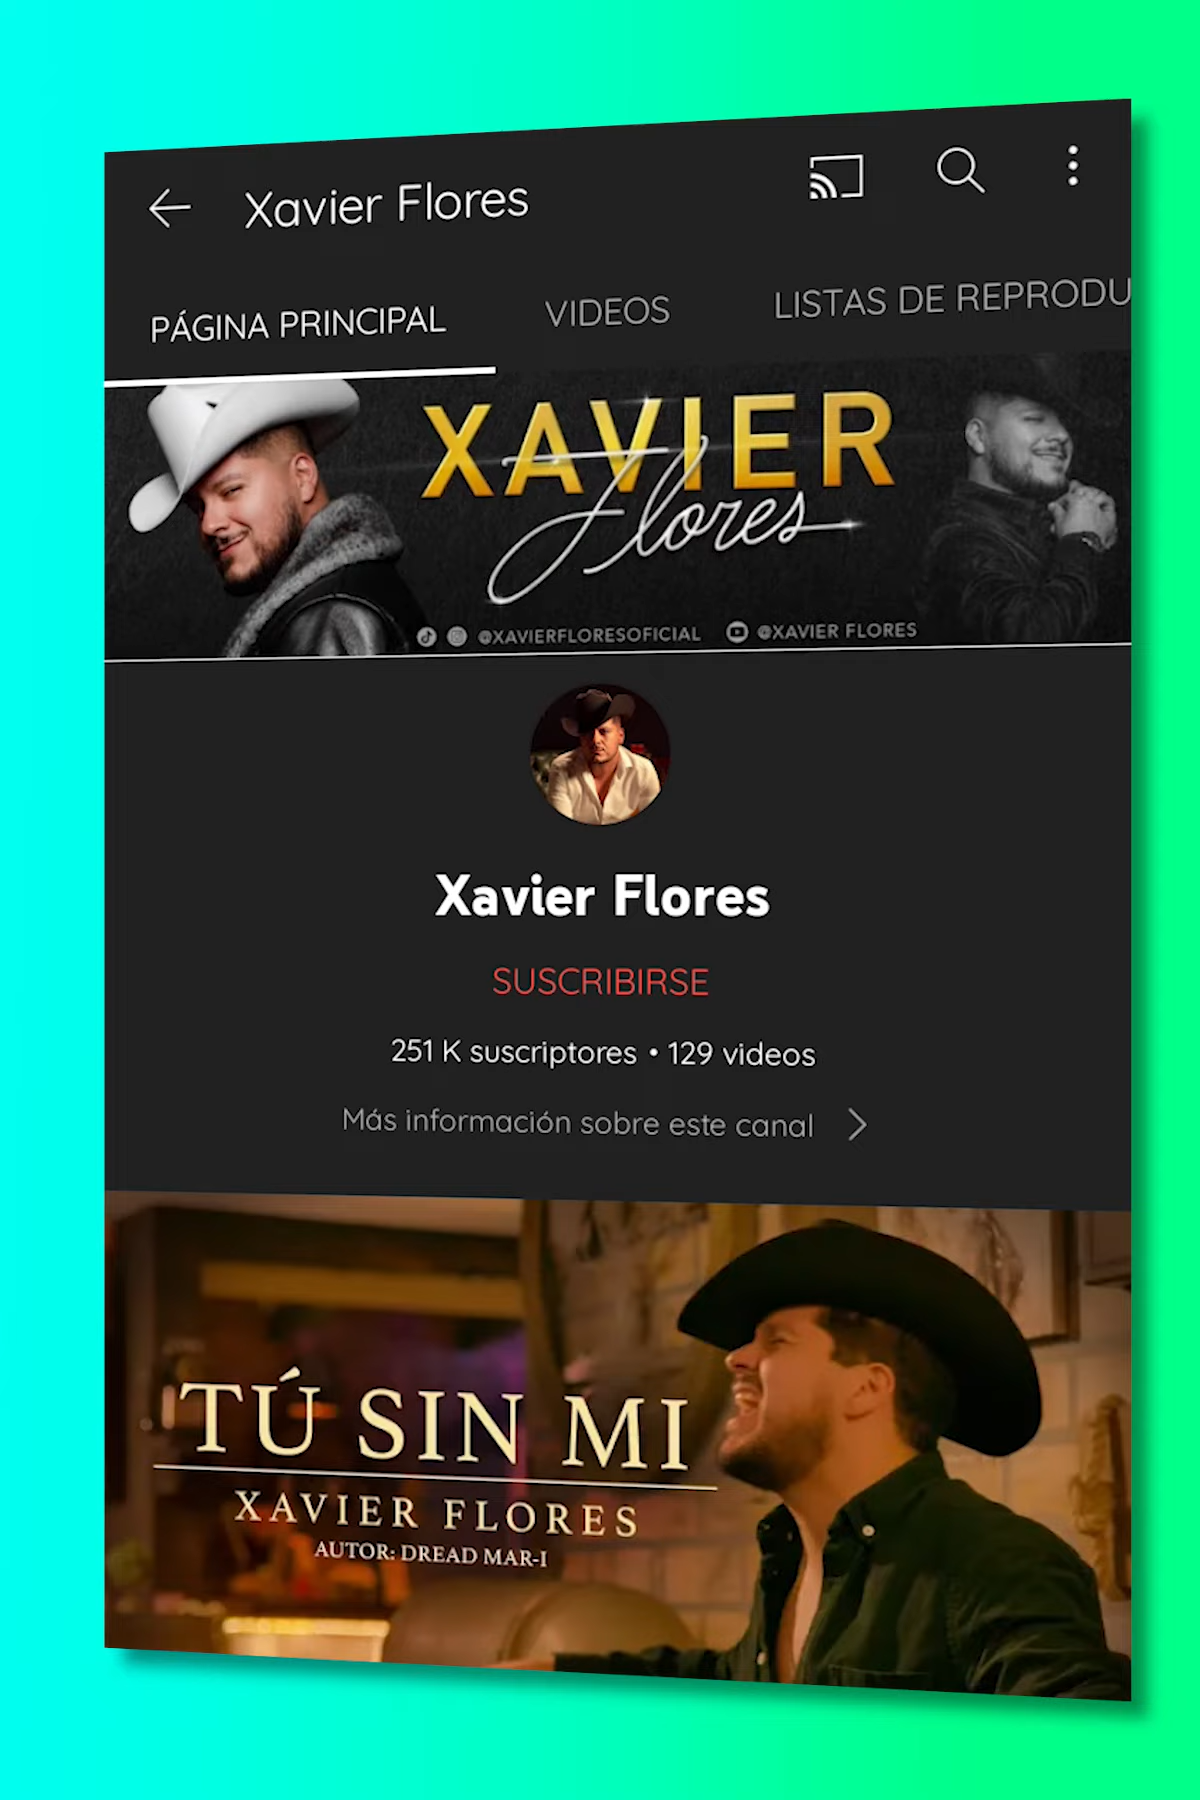 Xavier Flores
PÁGINA PRINCIPAL VIDEOS LISTAS DE REPRODU
XAVIER
Flores
@XAVIERFLORESOFICIAL @XAVIER FLORES
Xavier Flores
SUSCRIBIRSE
251 K suscriptores • 129 videos
Más información sobre este canal
TÚ SIN MI
XAVIER FLORES
AUTOR: DREAD MAR-I